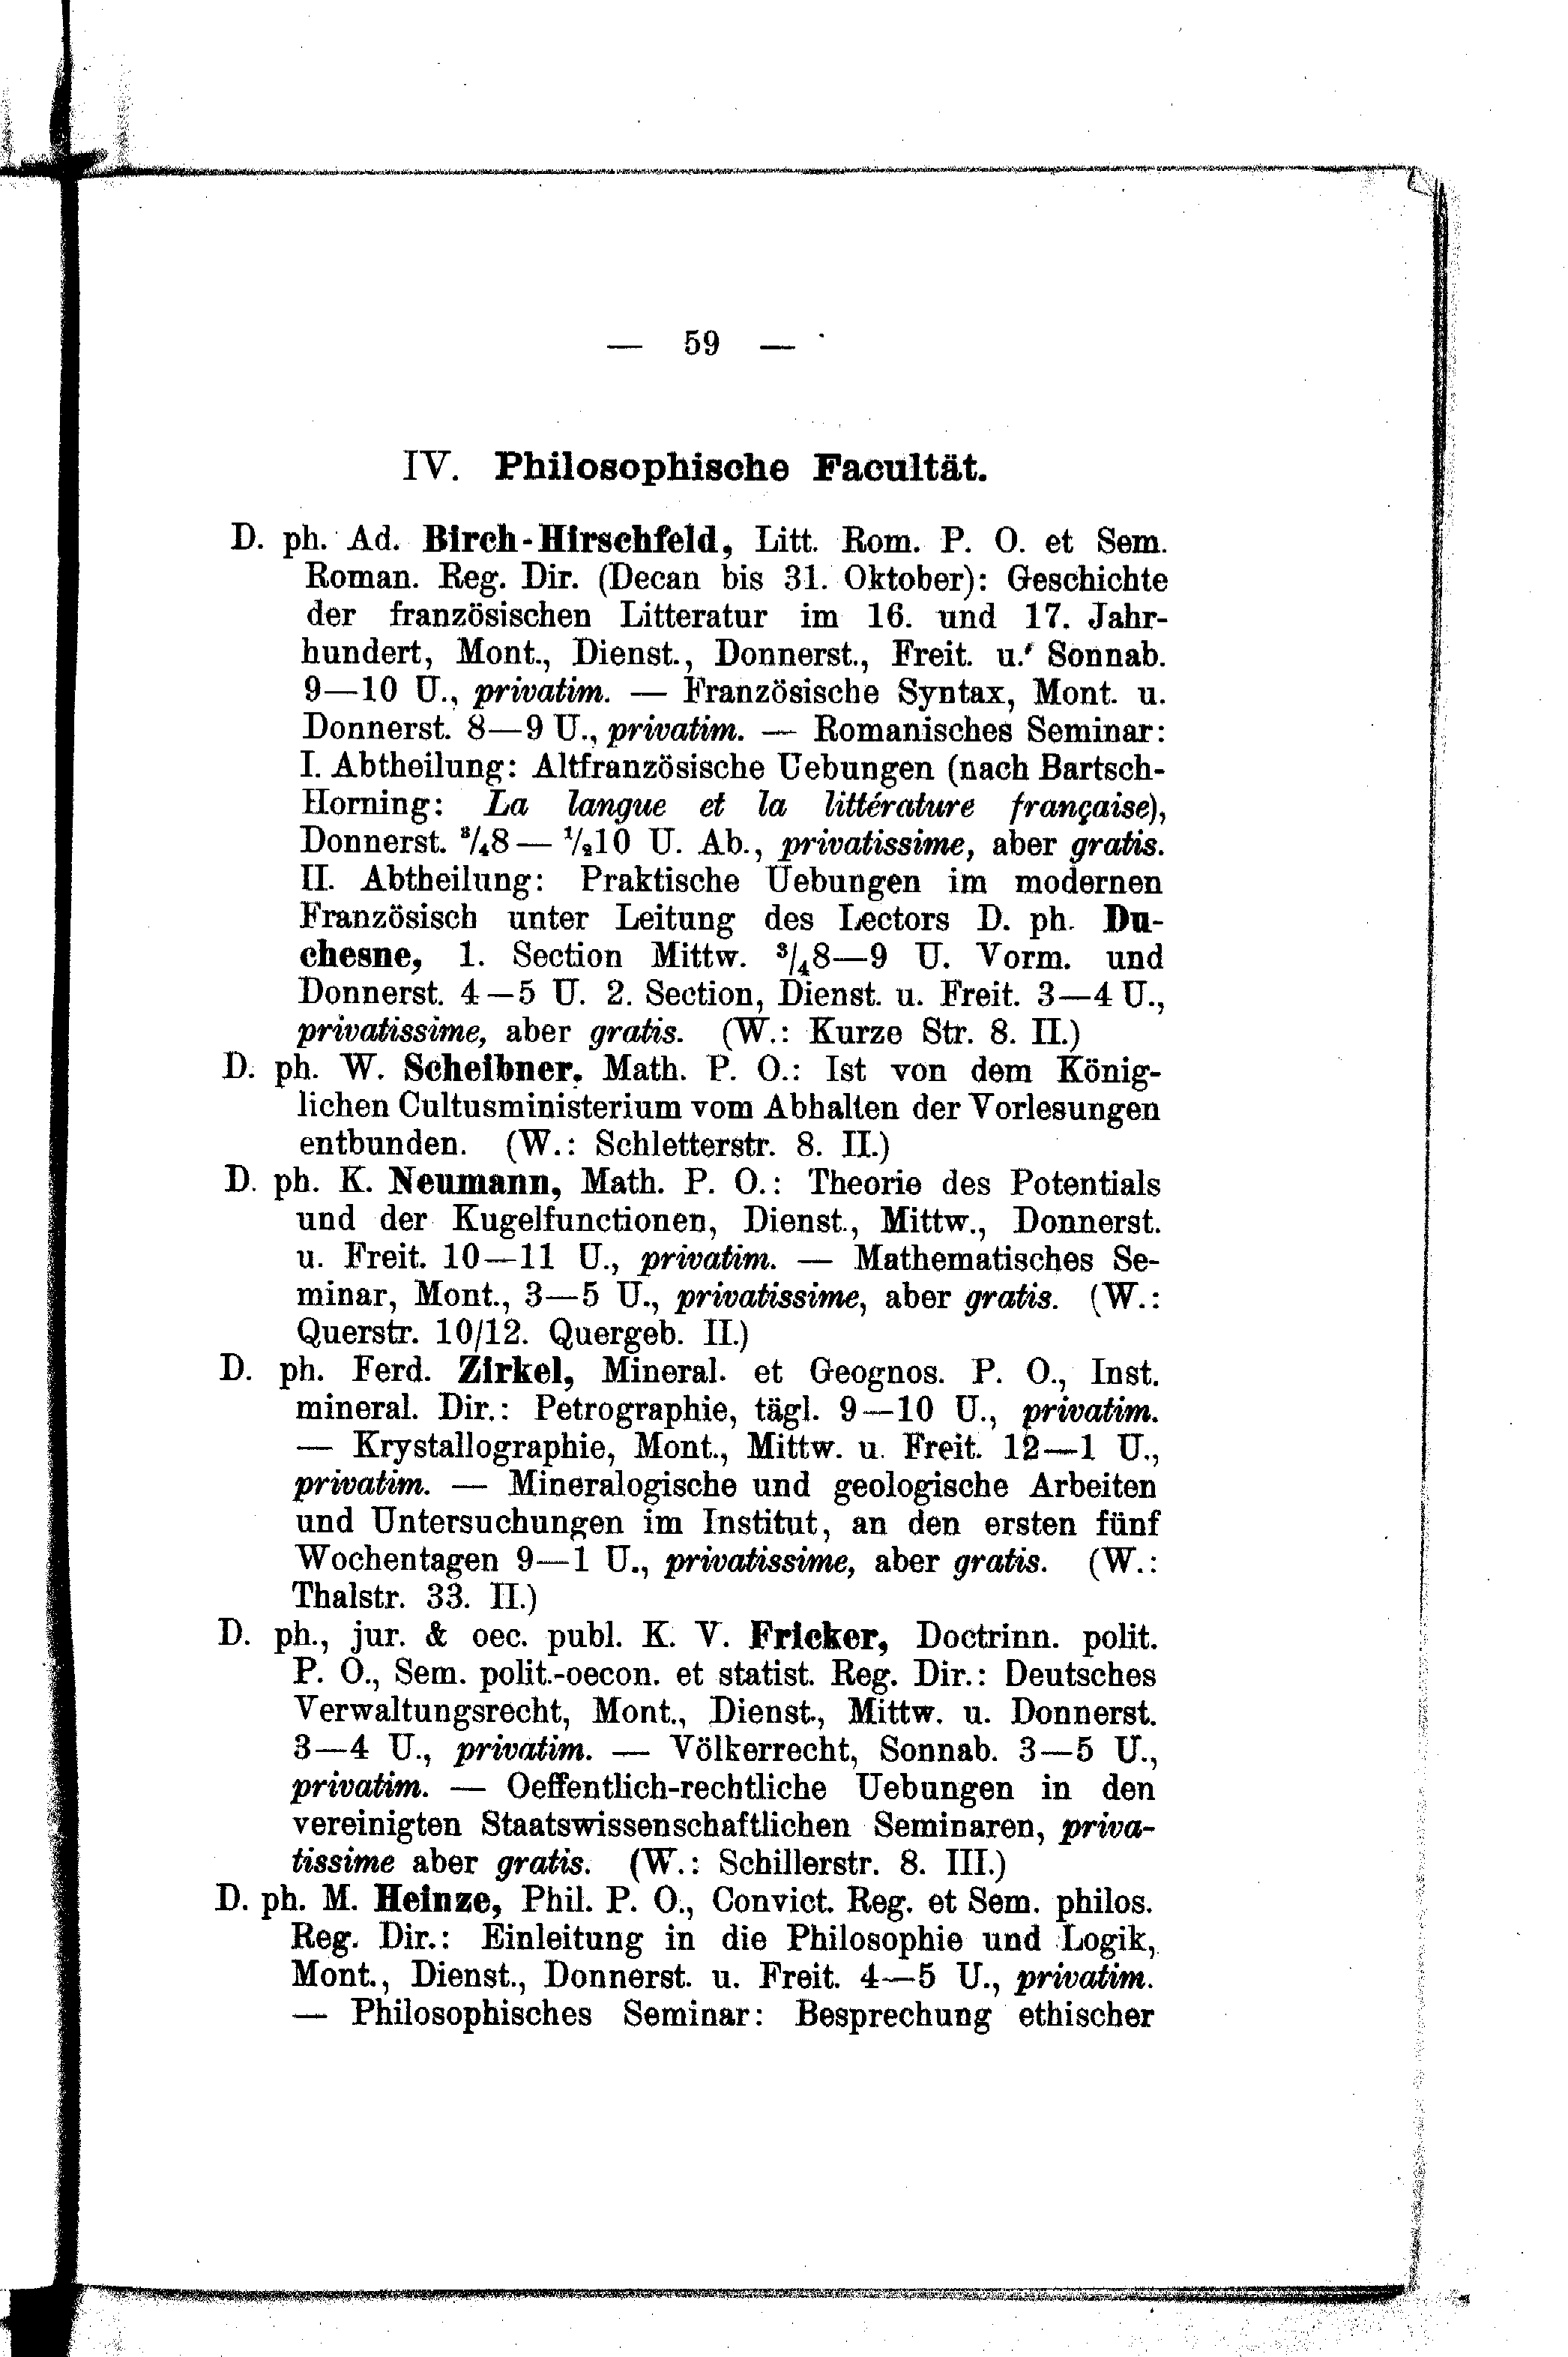 — 59 —
IV. Philosophische Facultät.
D. ph. Ad. Birch-Hirschfeld, Litt. Rom. P. O. et Sem.
Roman. Reg. Dir. (Decan bis 31. Oktober): Geschichte
der französischen Litteratur im 16. und 17. Jahr-
hundert, Mont., Dienst., Donnerst., Freit. u. Sonnab.
9—10 U., privatim. — Französische Syntax, Mont. u.
Donnerst. 8—9 U., privatim. — Romanisches Seminar:
I. Abtheilung: Altfranzösische Uebungen (nach Bartsch-
Horning: La langue et la littérature française),
Donnerst. ³/₄8— ¹/₂10 U. Ab., privatissime, aber gratis.
II. Abtheilung: Praktische Uebungen im modernen
Französisch unter Leitung des Lectors D. ph. Du-
chesne, 1. Section Mittw. ³/₄8—9 U. Vorm. und
Donnerst. 4—5 U. 2. Section, Dienst. u. Freit. 3—4 U.,
privatissime, aber gratis. (W.: Kurze Str. 8. II.)
D. ph. W. Scheibner, Math. P. O.: Ist von dem König-
lichen Cultusministerium vom Abhalten der Vorlesungen
entbunden. (W.: Schletterstr. 8. II.)
D. ph. K. Neumann, Math. P. O.: Theorie des Potentials
und der Kugelfunctionen, Dienst., Mittw., Donnerst.
u. Freit. 10—11 U., privatim. — Mathematisches Se-
minar, Mont., 3—5 U., privatissime, aber gratis. (W.:
Querstr. 10/12. Quergeb. II.)
D. ph. Ferd. Zirkel, Mineral. et Geognos. P. O., Inst.
mineral. Dir.: Petrographie, tägl. 9—10 U., privatim.
— Krystallographie, Mont., Mittw. u. Freit. 12—1 U.,
privatim. — Mineralogische und geologische Arbeiten
und Untersuchungen im Institut, an den ersten fünf
Wochentagen 9—1 U., privatissime, aber gratis. (W.:
Thalstr. 33. II.)
D. ph., jur. & oec. publ. K. V. Fricker, Doctrinn. polit.
P. O., Sem. polit.-oecon. et statist. Reg. Dir.: Deutsches
Verwaltungsrecht, Mont., Dienst., Mittw. u. Donnerst.
3—4 U., privatim. — Völkerrecht, Sonnab. 3—5 U.,
privatim. — Oeffentlich-rechtliche Uebungen in den
vereinigten Staatswissenschaftlichen Seminaren, priva-
tissime aber gratis. (W.: Schillerstr. 8. III.)
D. ph. M. Heinze, Phil. P. O., Convict. Reg. et Sem. philos.
Reg. Dir.: Einleitung in die Philosophie und Logik,
Mont., Dienst., Donnerst. u. Freit. 4—5 U., privatim.
— Philosophisches Seminar: Besprechung ethischer